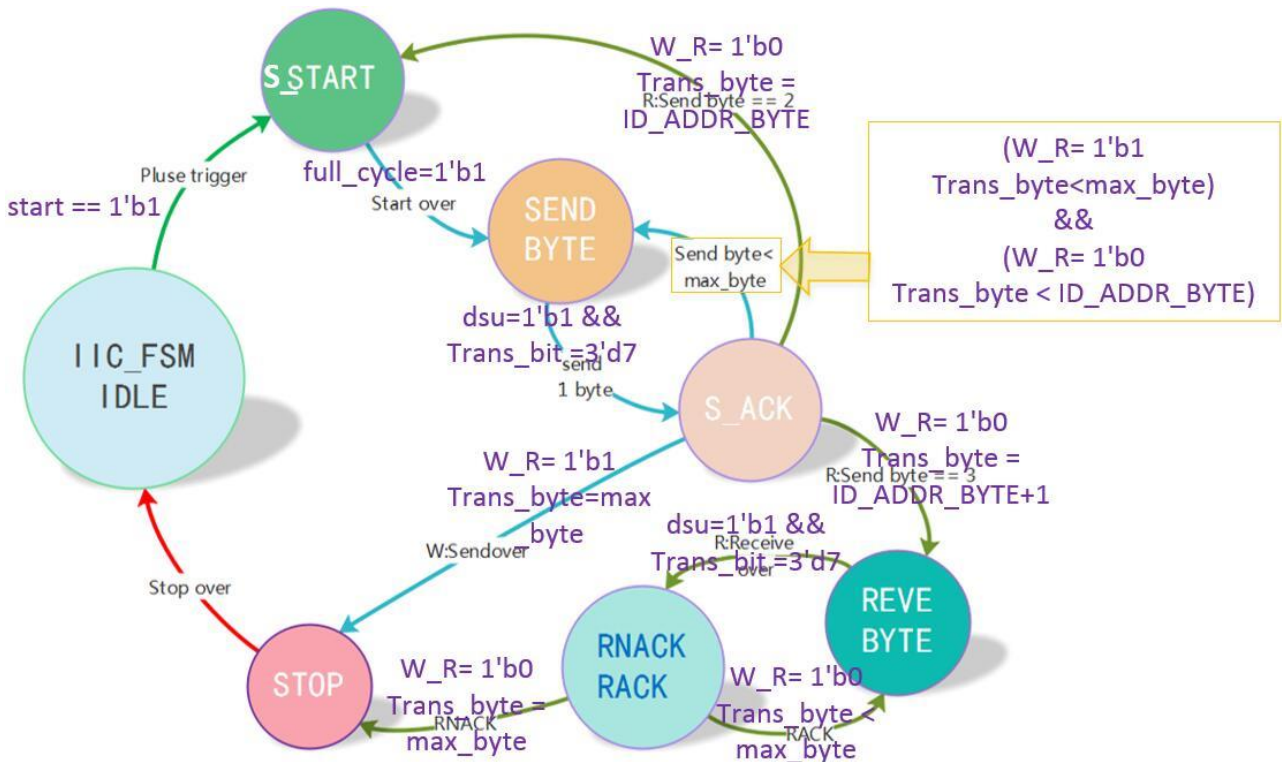 S_START
Pluse trigger
start == 1'b1
full_cycle=1'b1
Start over
W_R= 1'b0
Trans_byte =
R:Send byte == 2
ID_ADDR_BYTE
SEND
BYTE
Send byte<
max_byte
(W_R= 1'b1
Trans_byte<max_byte)
&&
(W_R= 1'b0
Trans_byte < ID_ADDR_BYTE)
dsu=1'b1 &&
Trans_bit =3'd7
send
1 byte
IIC_FSM
IDLE
S_ACK
W_R= 1'b1
Trans_byte=max
_byte
W:Sendover
W_R= 1'b0
Trans_byte =
R:Send byte == 3
ID_ADDR_BYTE+1
dsu=1'b1 &&
R:Receive
Trans_bit =3'd7
over
REVE
BYTE
RNACK
RACK
Stop over
STOP
W_R= 1'b0
Trans_byte =
RNACK
max_byte
W_R= 1'b0
Trans_byte <
RACK
max_byte